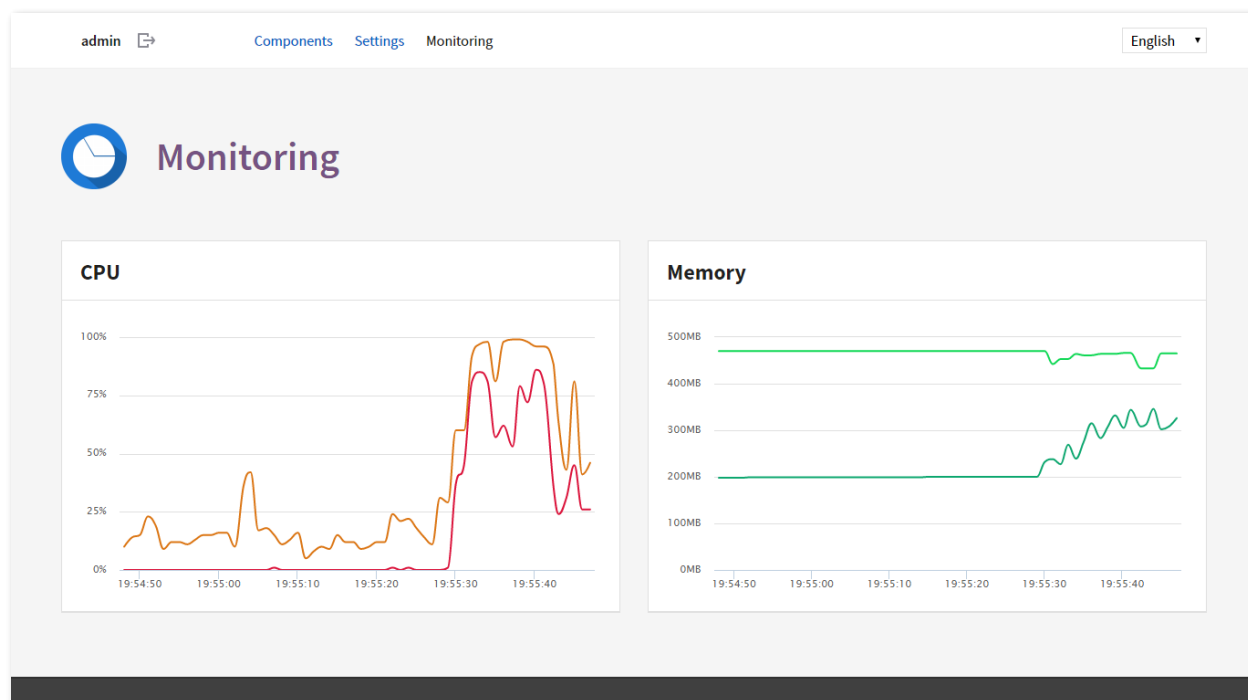 admin Components Settings Monitoring English
Monitoring
CPU
100%
75%
50%
25%
0%
19:54:50 19:55:00 19:55:10 19:55:20 19:55:30 19:55:40
Memory
500MB
400MB
300MB
200MB
100MB
0MB
19:54:50 19:55:00 19:55:10 19:55:20 19:55:30 19:55:40